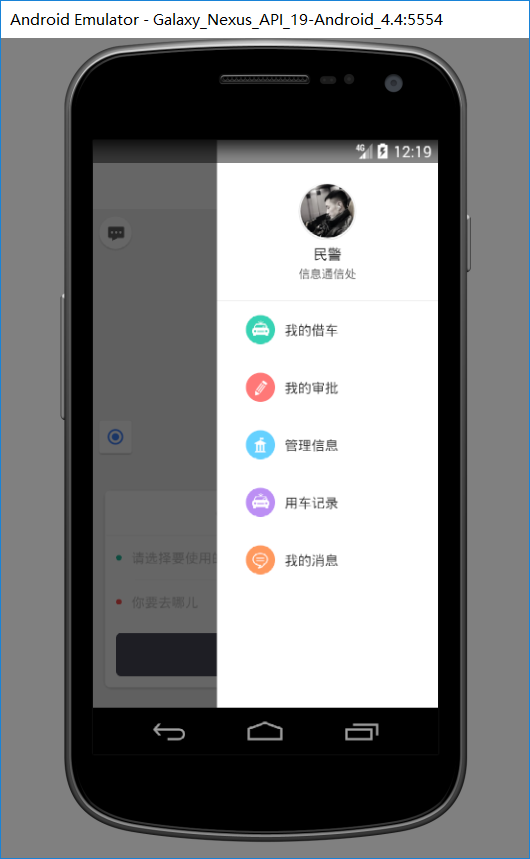 Android Emulator - Galaxy_Nexus_API_19-Android_4.4:5554
4G 12:19
民警
信息通信处
我的借车
我的审批
管理信息
用车记录
我的消息
请选择要使用
你要去哪儿